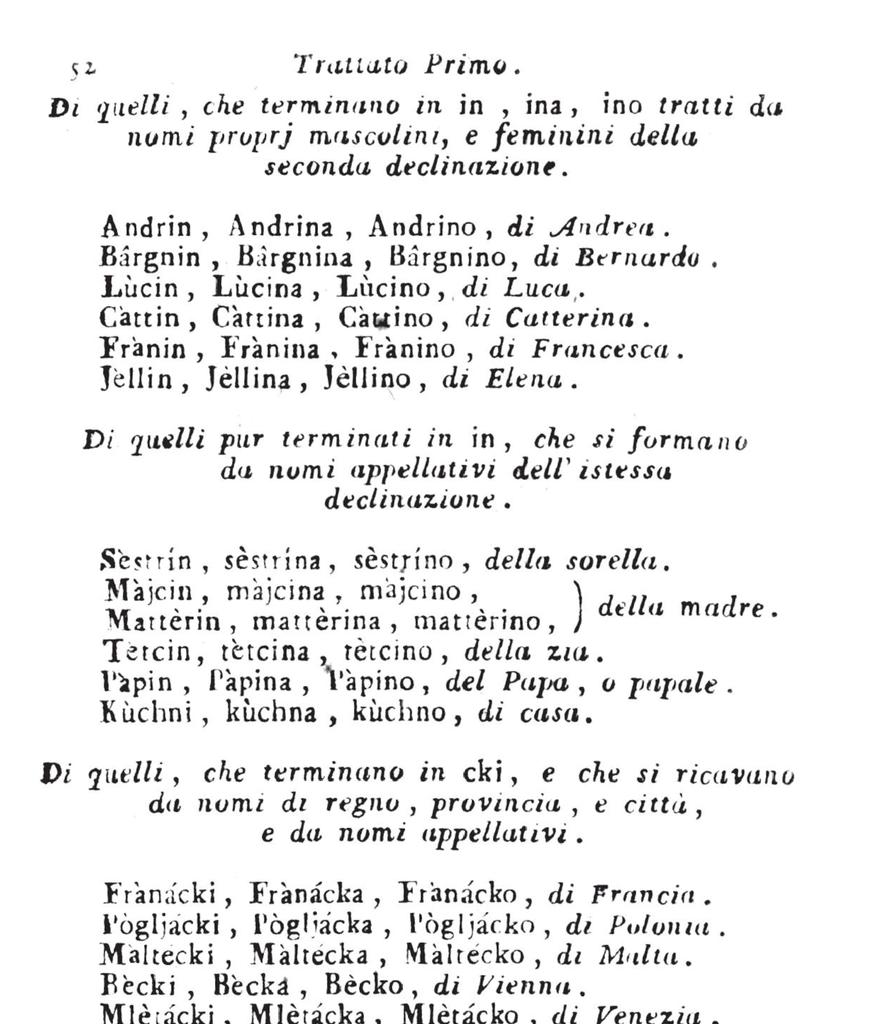 52 Trattato Primo.
Di quelli, che terminano in in, ina, ino tratti da
nomi proprj mascolini, e feminini della
seconda declinazione.
Andrin, Andrina, Andrino, di Andrea.
Bârgnin, Bârgnina, Bârgnino, di Bernardo.
Lùcin, Lùcina, Lùcino, di Luca.
Càttin, Càttina, Càttino, di Catterina.
Frànin, Frànina, Frànino, di Francesca.
Jèllin, Jèllina, Jèllino, di Elena.
Di quelli pur terminati in in, che si formano
da nomi appellativi dell' istessa
declinazione.
Sèstrín, sèstrína, sèstríno, della sorella.
Màjcin, màjcina, màjcino,
Mattèrin, mattèrina, mattèrino, } della madre.
Tètcin, tètcina, tètcino, della zia.
Pàpin, Pàpina, Pàpino, del Papa, o papale.
Kùchni, kùchna, kùchno, di casa.
Di quelli, che terminano in cki, e che si ricavano
da nomi di regno, provincia, e città,
e da nomi appellativi.
Frànácki, Frànácka, Frànácko, di Francia.
Pògljácki, Pògljácka, Pògljácko, di Polonia.
Màltécki, Màltécka, Màltécko, di Malta.
Bècki, Bècka, Bècko, di Vienna.
Mlètácki, Mlètácka, Mlètácko, di Venezia.